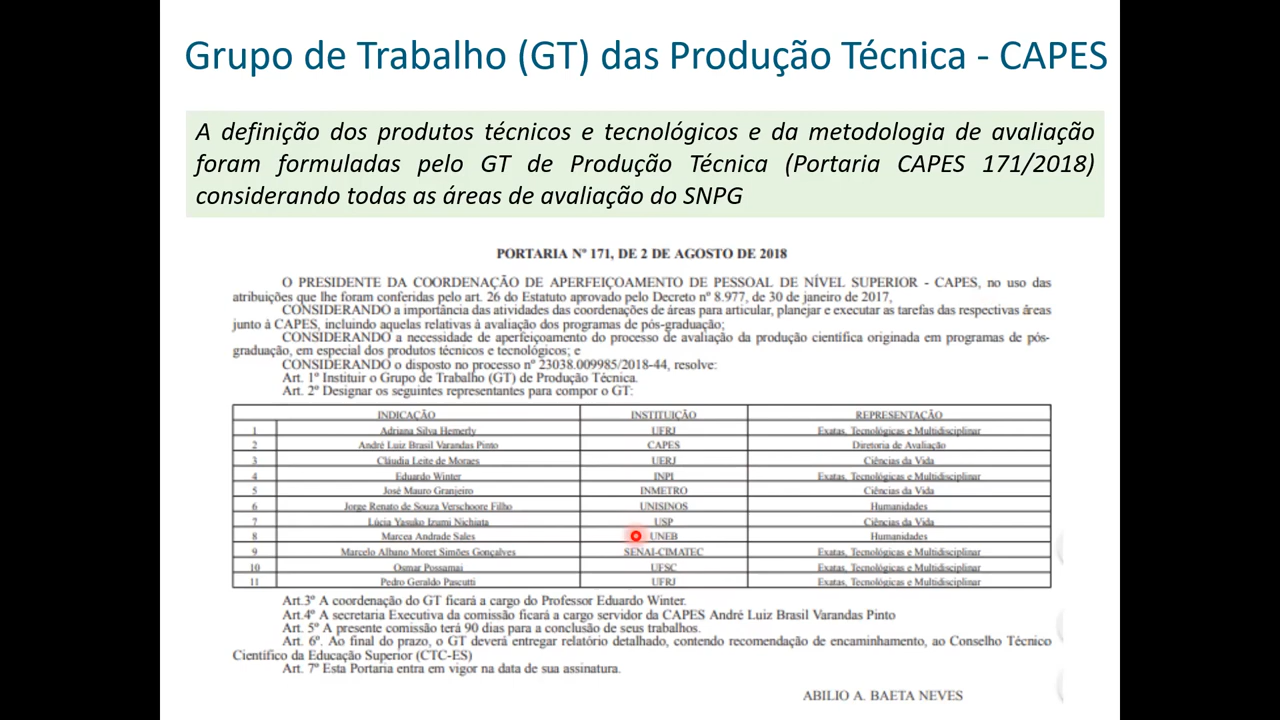 Grupo de Trabalho (GT) das Produção Técnica - CAPES
A definição dos produtos técnicos e tecnológicos e da metodologia de avaliação
foram formuladas pelo GT de Produção Técnica (Portaria CAPES 171/2018)
considerando todas as áreas de avaliação do SNPG
PORTARIA Nº 171, DE 2 DE AGOSTO DE 2018
O PRESIDENTE DA COORDENAÇÃO DE APERFEIÇOAMENTO DE PESSOAL DE NÍVEL SUPERIOR - CAPES, no uso das
atribuições que lhe foram conferidas pelo art. 26 do Estatuto aprovado pelo Decreto nº 8.977, de 30 de janeiro de 2017,
CONSIDERANDO a importância das atividades das coordenações de áreas para articular, planejar e executar as tarefas das respectivas áreas
junto à CAPES, incluindo aquelas relativas à avaliação dos programas de pós-graduação;
CONSIDERANDO a necessidade de aperfeiçoamento do processo de avaliação da produção científica originada em programas de pós-
graduação, em especial dos produtos técnicos e tecnológicos; e
CONSIDERANDO o disposto no processo nº 23038.009985/2018-44, resolve:
Art. 1º Instituir o Grupo de Trabalho (GT) de Produção Técnica.
Art. 2º Designar os seguintes representantes para compor o GT:
INDICAÇÃO INSTITUIÇÃO REPRESENTAÇÃO
1 Adriana Silva Hemerly UFRJ Exatas, Tecnológicas e Multidisciplinar
2 André Luiz Brasil Varandas Pinto CAPES Diretoria de Avaliação
3 Cláudia Leite de Moraes UERJ Ciências da Vida
4 Eduardo Winter INPI Exatas, Tecnológicas e Multidisciplinar
5 José Mauro Granjeiro INMETRO Ciências da Vida
6 Jorge Renato de Souza Verschoore Filho UNISINOS Humanidades
7 Lúcia Yasuko Izumi Nichiata USP Ciências da Vida
8 Marcea Andrade Sales UNEB Humanidades
9 Marcelo Albano Moret Simões Gonçalves SENAI-CIMATEC Exatas, Tecnológicas e Multidisciplinar
10 Osmar Possamai UFSC Exatas, Tecnológicas e Multidisciplinar
11 Pedro Geraldo Pascutti UFRJ Exatas, Tecnológicas e Multidisciplinar
Art.3º A coordenação do GT ficará a cargo do Professor Eduardo Winter.
Art.4º A secretaria Executiva da comissão ficará a cargo servidor da CAPES André Luiz Brasil Varandas Pinto
Art. 5º A presente comissão terá 90 dias para a conclusão de seus trabalhos.
Art. 6º. Ao final do prazo, o GT deverá entregar relatório detalhado, contendo recomendação de encaminhamento, ao Conselho Técnico
Científico da Educação Superior (CTC-ES)
Art. 7º Esta Portaria entra em vigor na data de sua assinatura.
ABILIO A. BAETA NEVES